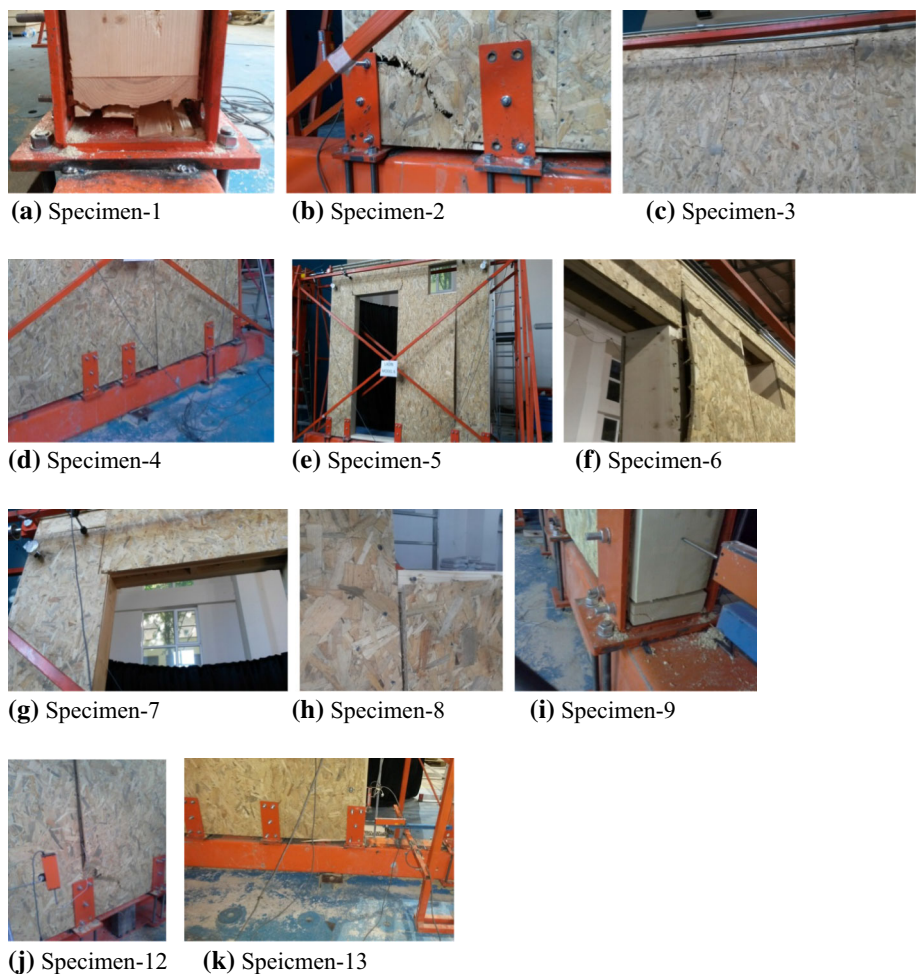 (a) Specimen-1
(b) Specimen-2
(c) Specimen-3
(d) Specimen-4
(e) Specimen-5
(f) Specimen-6
(g) Specimen-7
(h) Specimen-8
(i) Specimen-9
(j) Specimen-12
(k) Speicmen-13